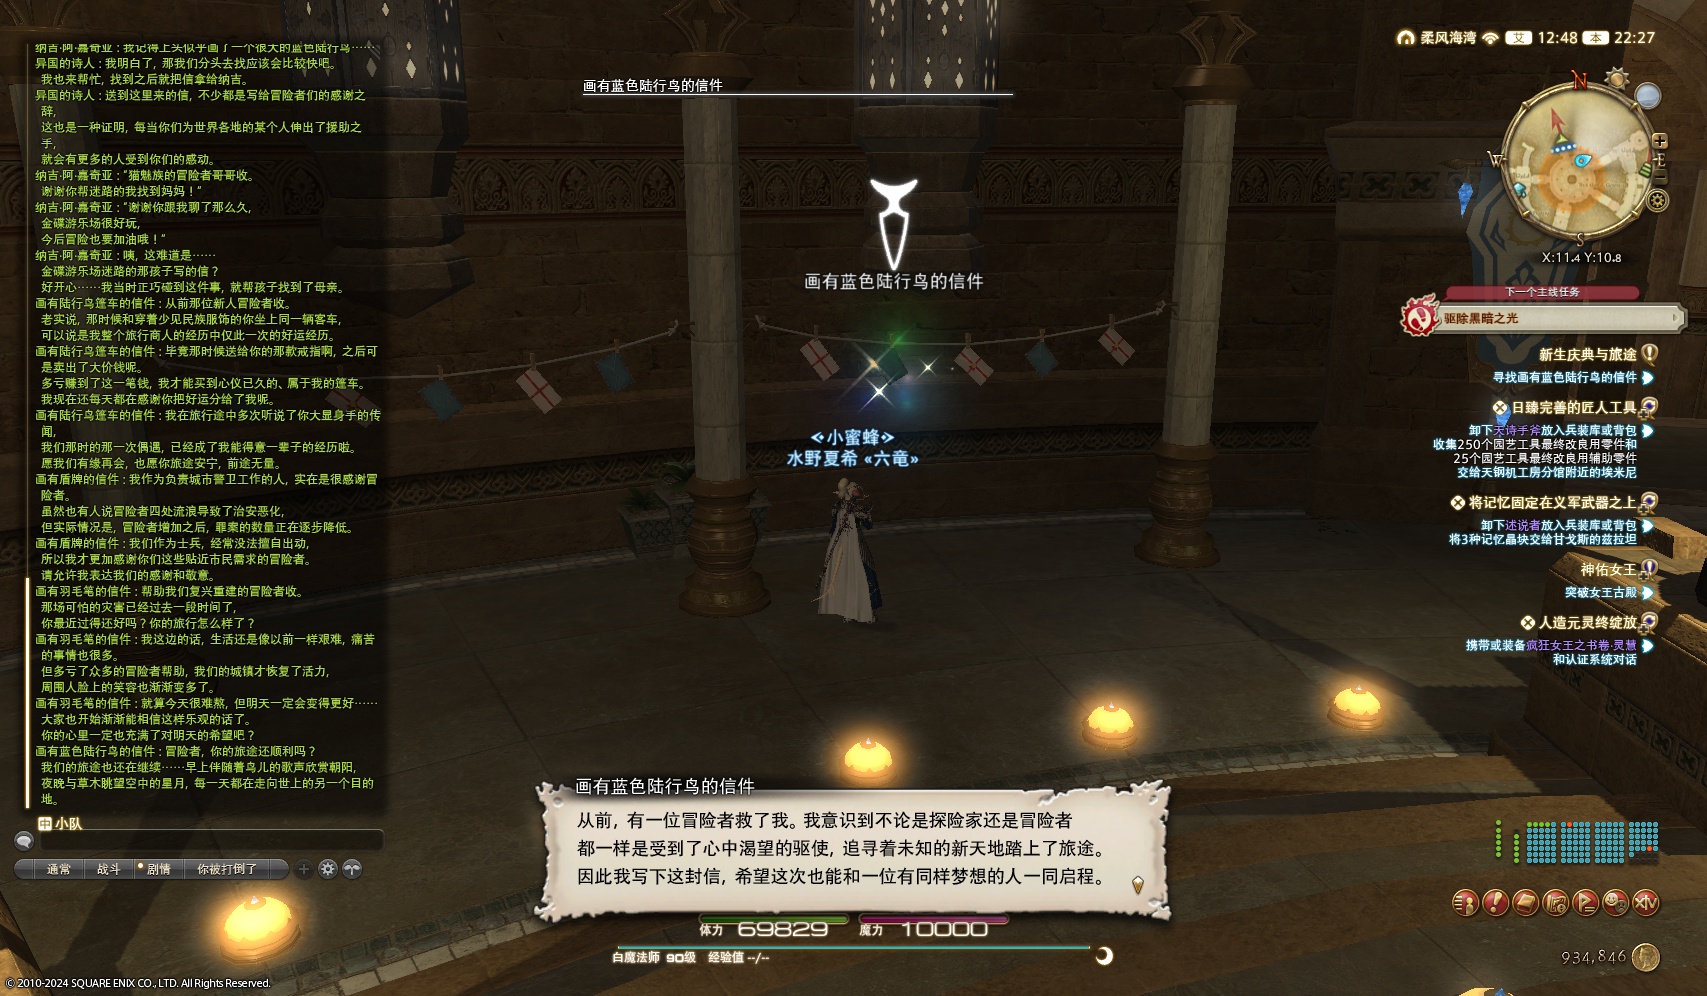 纳吉·阿·嘉奇亚：我记得上头似乎画了一个很大的蓝色陆行鸟……
异国的诗人：我明白了，那我们分头去找应该会比较快吧。
我也来帮忙，找到之后就把信拿给纳吉。
异国的诗人：送到这里来的信，不少都是写给冒险者们的感谢之
辞，
这也是一种证明，每当你们为世界各地的某个人伸出了援助之
手，
就会有更多的人受到你们的感动。
纳吉·阿·嘉奇亚：“猫魅族的冒险者哥哥收。
谢谢你帮迷路的我找到妈妈！”
纳吉·阿·嘉奇亚：“谢谢你跟我聊了那么久，
金碟游乐场很好玩，
今后冒险也要加油哦！”
纳吉·阿·嘉奇亚：咦，这难道是……
金碟游乐场迷路的那孩子写的信？
好开心……我当时正巧碰到这件事，就帮孩子找到了母亲。
画有陆行鸟篷车的信件：从前那位新人冒险者收。
老实说，那时候和穿着少见民族服饰的你坐上同一辆客车，
可以说是我整个旅行商人的经历中仅此一次的好运经历。
画有陆行鸟篷车的信件：毕竟那时候送给你的那款戒指啊，之后可
是卖出了大价钱呢。
多亏赚到了这一笔钱，我才能买到心仪已久的、属于我的篷车。
我现在还每天都在感谢你把好运分给了我呢。
画有陆行鸟篷车的信件：我在旅行途中多次听说了你大显身手的传
闻，
我们那时的那一次偶遇，已经成了我能得意一辈子的经历啦。
愿我们有缘再会，也愿你旅途安宁，前途无量。
画有盾牌的信件：我作为负责城市警卫工作的人，实在是很感谢冒
险者。
虽然也有人说冒险者四处流浪导致了治安恶化，
但实际情况是，冒险者增加之后，罪案的数量正在逐步降低。
画有盾牌的信件：我们作为士兵，经常没法擅自出动，
所以我才更加感谢你们这些贴近市民需求的冒险者。
请允许我表达我们的感谢和敬意。
画有羽毛笔的信件：帮助我们复兴重建的冒险者收。
那场可怕的灾害已经过去一段时间了，
你最近过得还好吗？你的旅行怎么样了？
画有羽毛笔的信件：我这边的话，生活还是像以前一样艰难，痛苦
的事情也很多。
但多亏了众多的冒险者帮助，我们的城镇才恢复了活力，
周围人脸上的笑容也渐渐变多了。
画有羽毛笔的信件：就算今天很难熬，但明天一定会变得更好……
大家也开始渐渐能相信这样乐观的话了。
你的心里一定也充满了对明天的希望吧？
画有蓝色陆行鸟的信件：冒险者，你的旅途还顺利吗？
我们的旅途也还在继续……早上伴随着鸟儿的歌声欣赏朝阳，
夜晚与草木眺望空中的星月，每一天都在走向世上的另一个目的
地。
中 小队
通常 战斗 剧情 你被打倒了
© 2010-2024 SQUARE ENIX CO., LTD. All Rights Reserved.
画有蓝色陆行鸟的信件
画有蓝色陆行鸟的信件
<小蜜蜂>
水野夏希 «六竜»
画有蓝色陆行鸟的信件
从前，有一位冒险者救了我。我意识到不论是探险家还是冒险者
都一样是受到了心中渴望的驱使，追寻着未知的新天地踏上了旅途。
因此我写下这封信，希望这次也能和一位有同样梦想的人一同启程。
体力 69829 魔力 10000
白魔法师 90级 经验值 --/--
柔风海湾 艾 12:48 本 22:27
N
W
E
S
X:11.4 Y:10.8
下一个主线任务
驱除黑暗之光
新生庆典与旅途
寻找画有蓝色陆行鸟的信件
日臻完善的匠人工具
卸下天诗手斧放入兵装库或背包
收集250个园艺工具最终改良用零件和
25个园艺工具最终改良用辅助零件
交给天钢机工房分馆附近的埃米尼
将记忆固定在义军武器之上
卸下述说者放入兵装库或背包
将3种记忆晶块交给甘戈斯的兹拉坦
神佑女王
突破女王古殿
人造元灵终绽放
携带或装备疯狂女王之书卷·灵慧
和认证系统对话
XIV
934,846